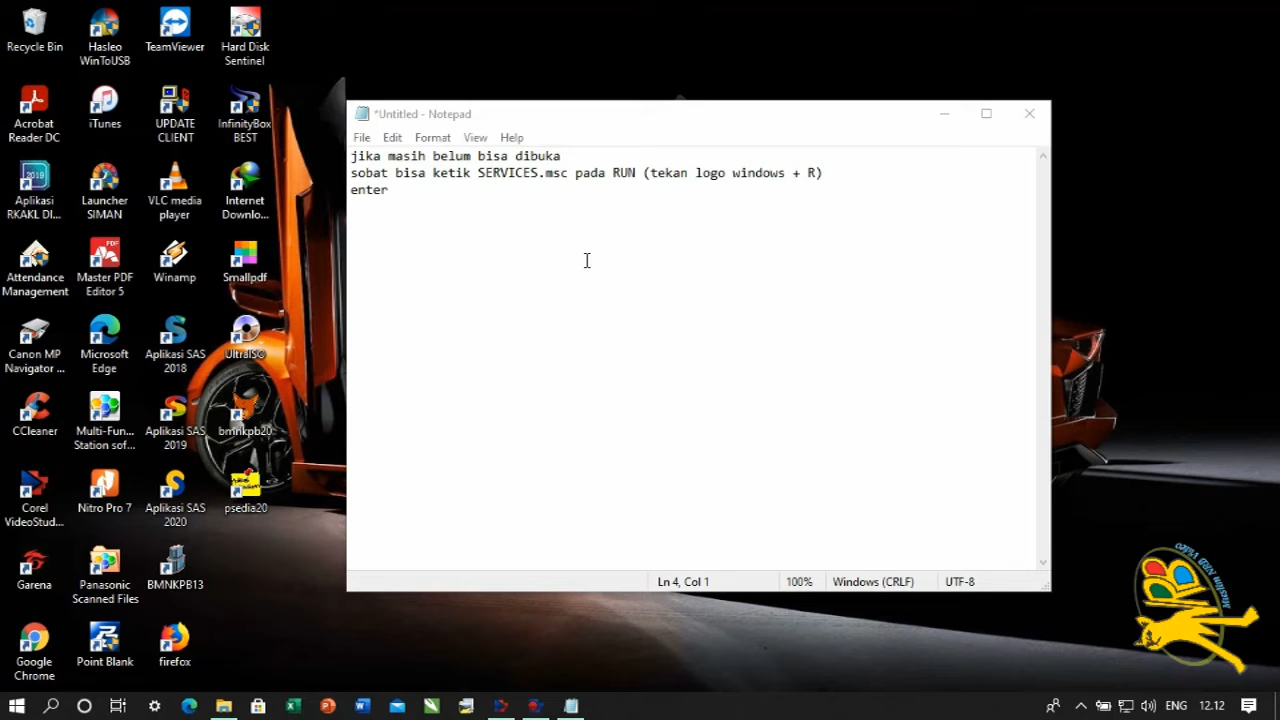 Recycle Bin
Hasleo
WinToUSB
TeamViewer
Hard Disk
Sentinel
Acrobat
Reader DC
iTunes
UPDATE
CLIENT
InfinityBox
BEST
2019
Aplikasi
RKAKL DI...
Launcher
SIMAN
VLC media
player
Internet
Downlo...
Attendance
Management
PDF
Master PDF
Editor 5
Winamp
Smallpdf
Canon MP
Navigator ...
Microsoft
Edge
Aplikasi SAS
2018
UltraISO
CCleaner
Multi-Fun...
Station sof...
Aplikasi SAS
2019
bmnkpb20
Corel
VideoStud...
Nitro Pro 7
Aplikasi SAS
2020
psedia20
Garena
Panasonic
Scanned Files
BMNKPB13
Google
Chrome
Point Blank
firefox
*Untitled - Notepad
File Edit Format View Help
jika masih belum bisa dibuka
sobat bisa ketik SERVICES.msc pada RUN (tekan logo windows + R)
enter
Ln 4, Col 1 100% Windows (CRLF) UTF-8
ENG 12.12